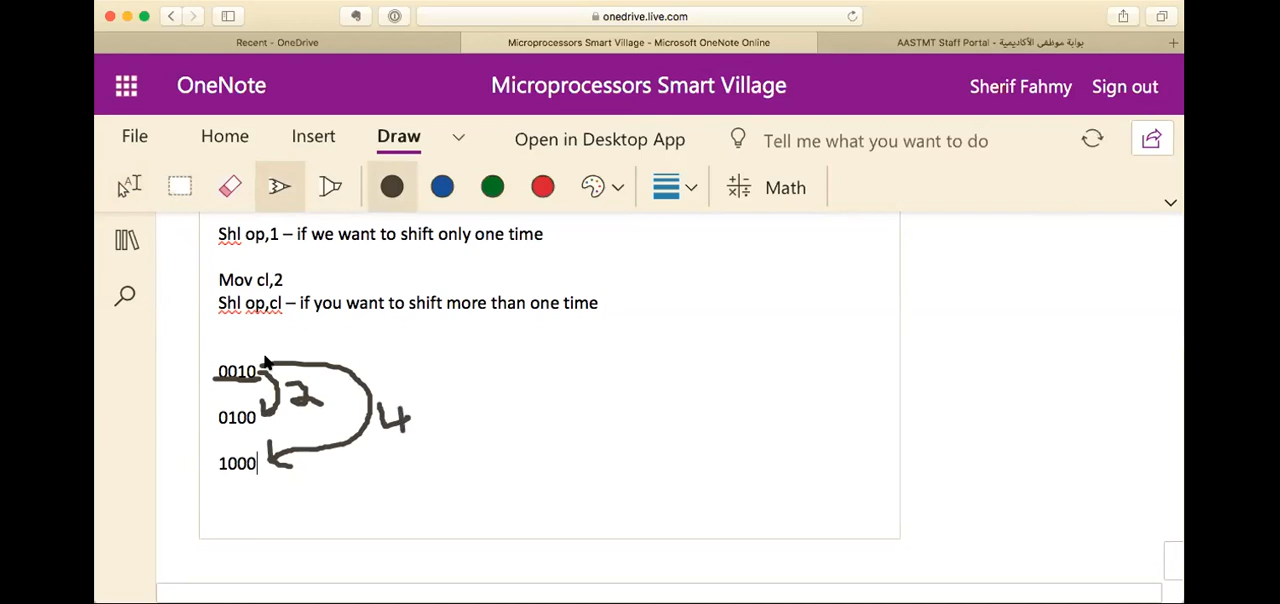 onedrive.live.com
Recent - OneDrive
Microprocessors Smart Village - Microsoft OneNote Online
بوابة موظفى الأكاديمية - AASTMT Staff Portal
OneNote
Microprocessors Smart Village
Sherif Fahmy
Sign out
File
Home
Insert
Draw
Open in Desktop App
Tell me what you want to do
Math
Shl op,1 – if we want to shift only one time
Mov cl,2
Shl op,cl – if you want to shift more than one time
0010
2
0100
4
1000